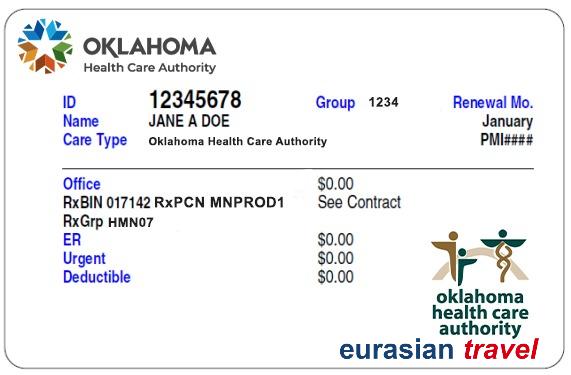 OKLAHOMA
Health Care Authority
ID 12345678 Group 1234 Renewal Mo.
Name JANE A DOE January
Care Type Oklahoma Health Care Authority PMI####
Office $0.00
RxBIN 017142 RxPCN MNPROD1 See Contract
RxGrp HMN07
ER $0.00
Urgent $0.00
Deductible $0.00
oklahoma
health care
authority
eurasian travel